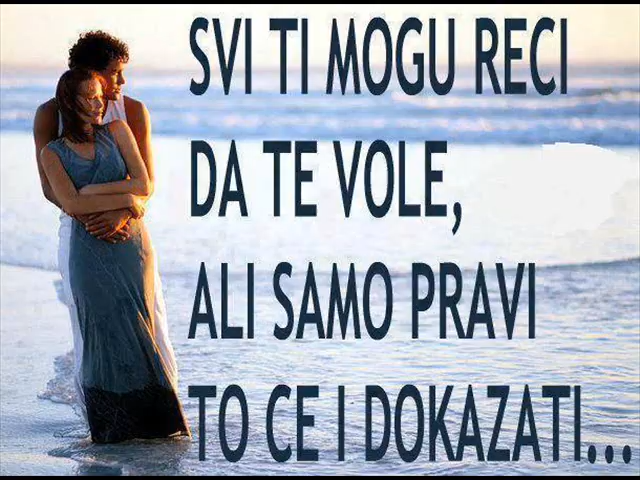 SVI TI MOGU RECI
DA TE VOLE,
ALI SAMO PRAVI
TO CE I DOKAZATI...